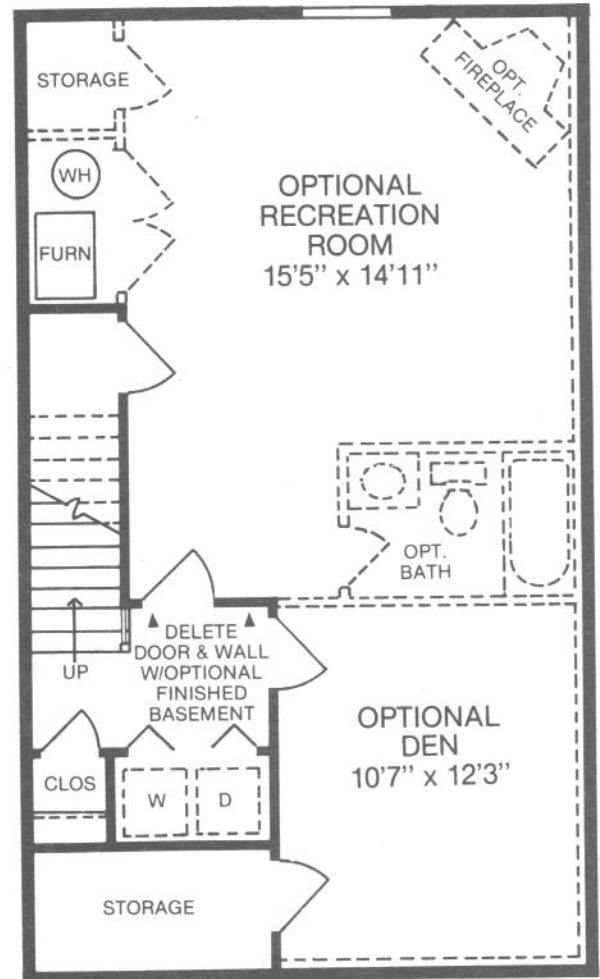 STORAGE
OPT.
FIREPLACE
WH
FURN
OPTIONAL
RECREATION
ROOM
15'5" x 14'11"
OPT.
BATH
UP
DELETE
DOOR & WALL
W/OPTIONAL
FINISHED
BASEMENT
OPTIONAL
DEN
10'7" x 12'3"
CLOS
W
D
STORAGE